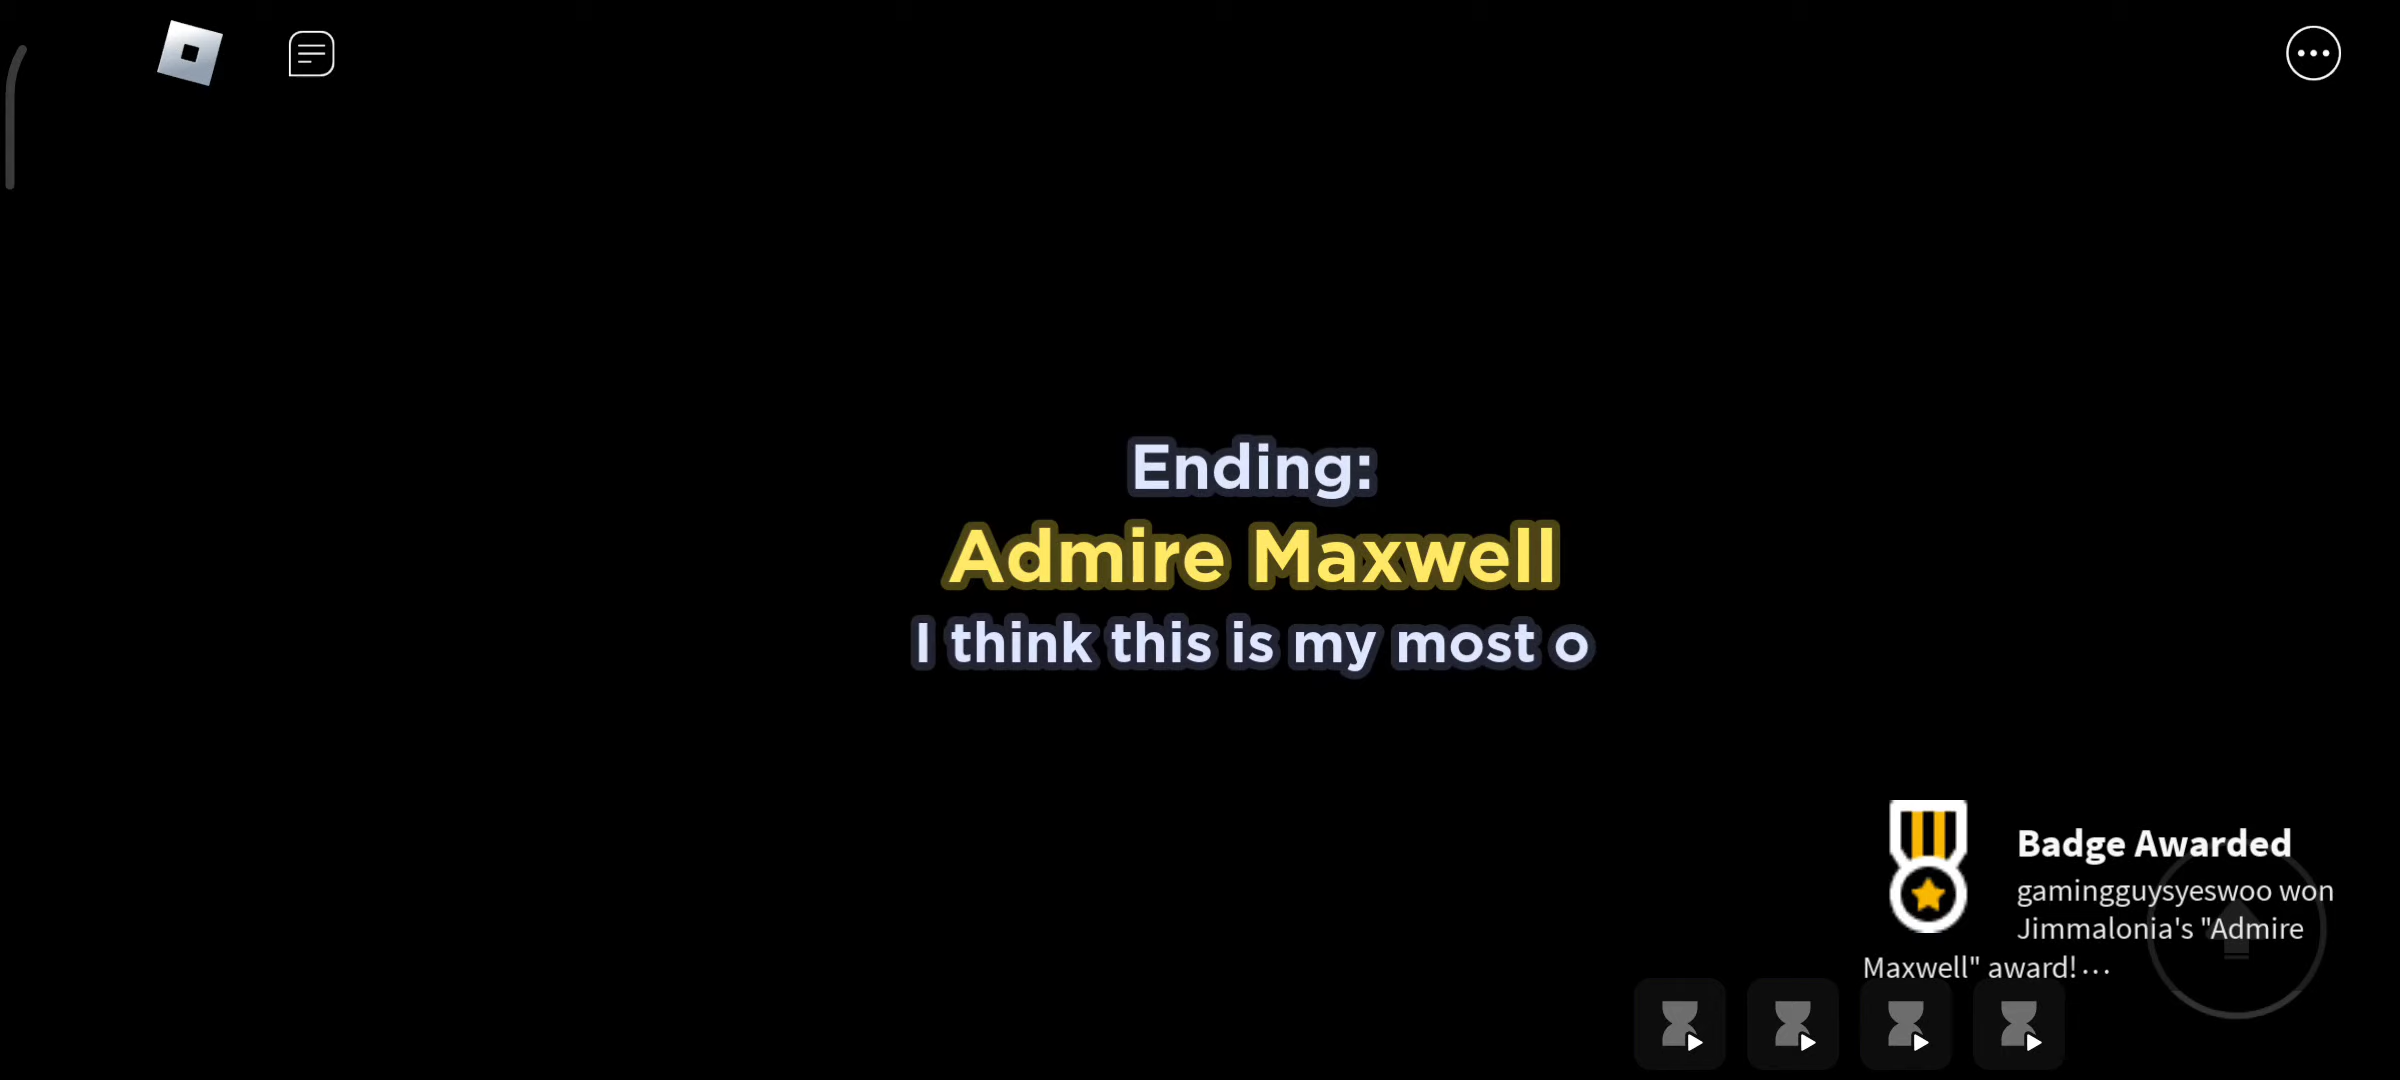 Ending:
Admire Maxwell
I think this is my most o
Badge Awarded
gamingguysyeswoo won
Jimmalonia's "Admire
Maxwell" award!...